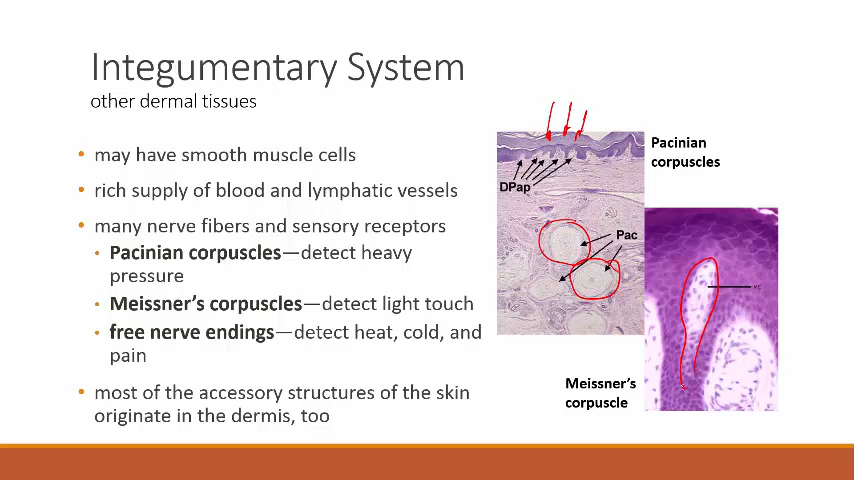 Integumentary System
other dermal tissues
• may have smooth muscle cells
• rich supply of blood and lymphatic vessels
• many nerve fibers and sensory receptors
• Pacinian corpuscles—detect heavy
pressure
• Meissner’s corpuscles—detect light touch
• free nerve endings—detect heat, cold, and
pain
• most of the accessory structures of the skin
originate in the dermis, too
DPap
Pac
Pacinian
corpuscles
Meissner’s
corpuscle